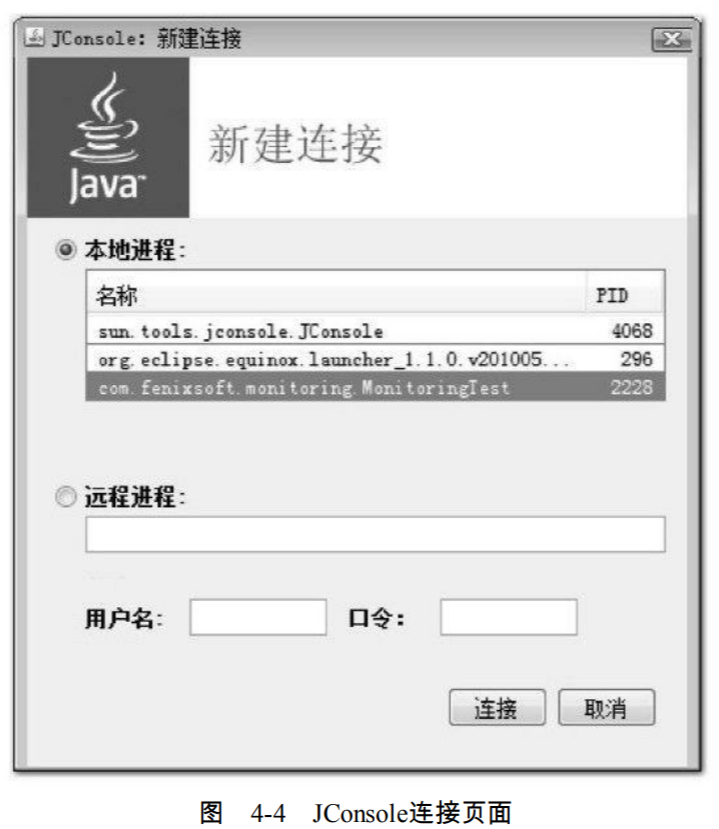 JConsole: 新建连接
Java™
新建连接
本地进程:
名称 PID
sun.tools.jconsole.JConsole 4068
org.eclipse.equinox.launcher_1.1.0.v201005... 296
com.fenixsoft.monitoring.MonitoringTest 2228
远程进程:
用户名: 口令:
连接 取消
图 4-4 JConsole连接页面